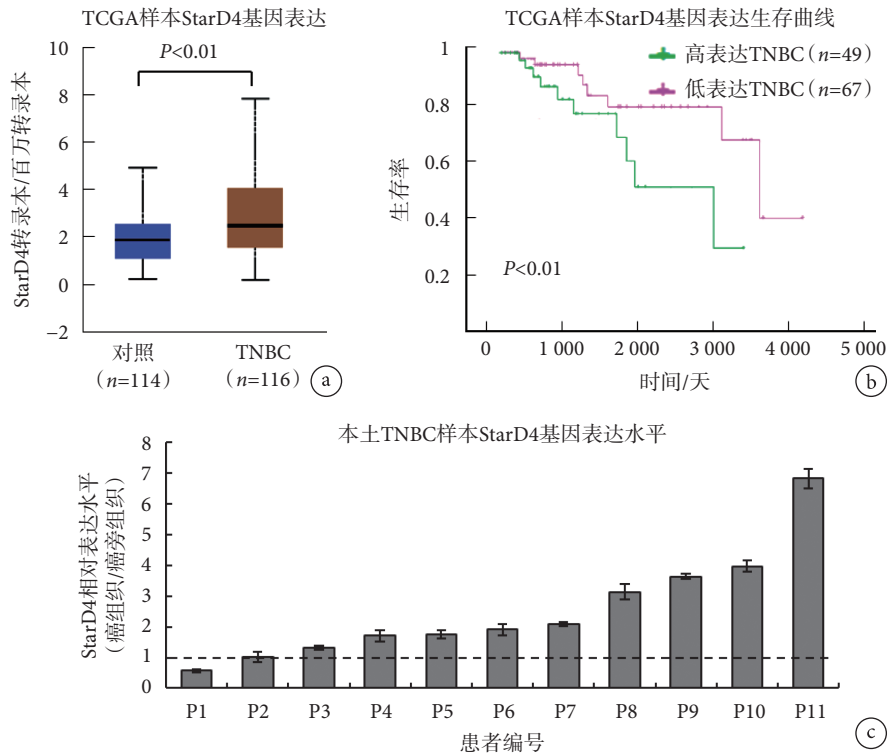 TCGA样本StarD4基因表达
10
8
6
4
2
0
−2
StarD4转录本/百万转录本
P<0.01
对照
(n=114)
TNBC
(n=116)
a
TCGA样本StarD4基因表达生存曲线
高表达TNBC(n=49)
低表达TNBC(n=67)
1
0.8
0.6
0.4
0.2
生存率
P<0.01
0 1 000 2 000 3 000 4 000 5 000
时间/天
b
本土TNBC样本StarD4基因表达水平
8
7
6
5
4
3
2
1
0
StarD4相对表达水平
(癌组织/癌旁组织)
P1 P2 P3 P4 P5 P6 P7 P8 P9 P10 P11
患者编号
c